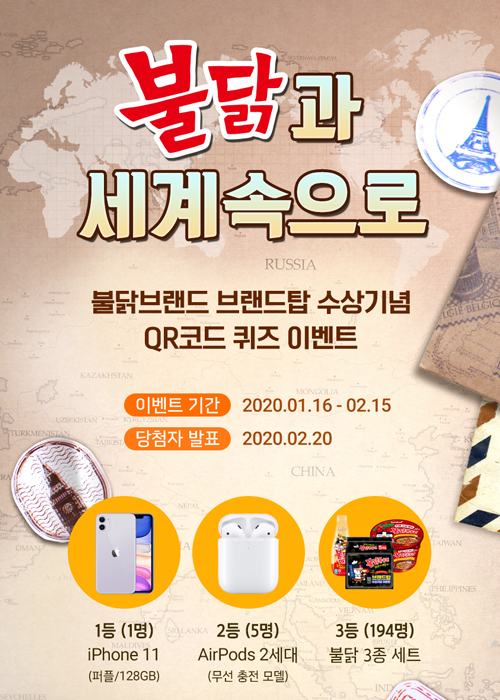 불닭과
세계속으로
RUSSIA
불닭브랜드 브랜드탑 수상기념
QR코드 퀴즈 이벤트
KAZAKHSTAN
MONGOLIA
이벤트 기간 2020.01.16 - 02.15
당첨자 발표 2020.02.20
TURKMENISTAN
CHINA
1등 (1명)
iPhone 11
(퍼플/128GB)
2등 (5명)
AirPods 2세대
(무선 충전 모델)
3등 (194명)
불닭 3종 세트